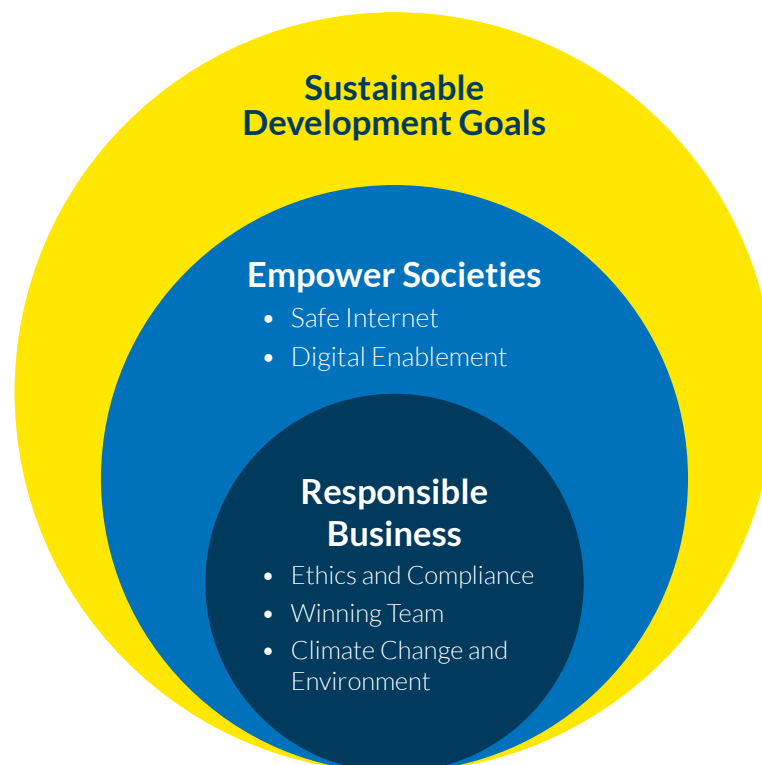 Sustainable
Development Goals
Empower Societies
• Safe Internet
• Digital Enablement
Responsible
Business
• Ethics and Compliance
• Winning Team
• Climate Change and
Environment